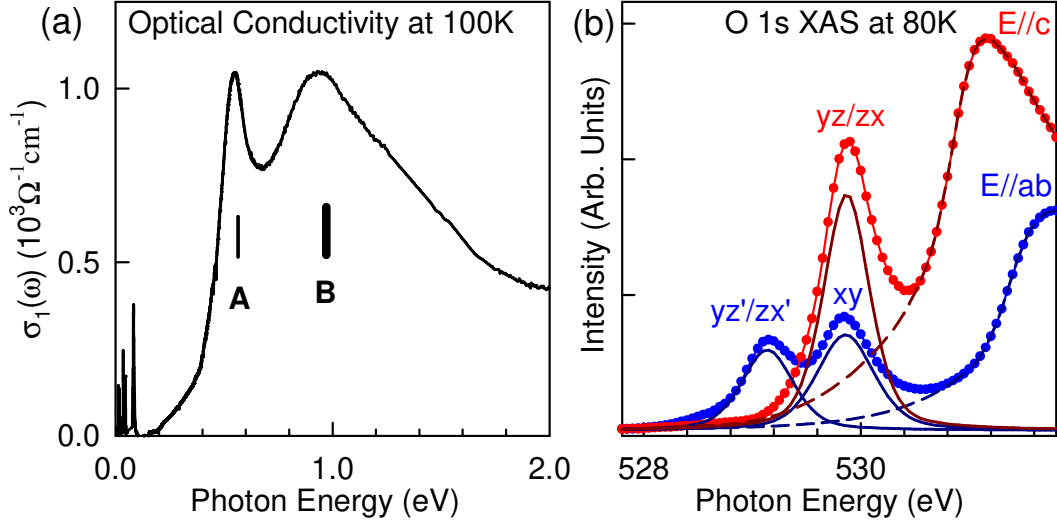 (a)
Optical Conductivity at 100K
σ₁(ω) (10³Ω⁻¹cm⁻¹)
1.0
0.5
0.0
A
B
0.0 1.0 2.0
Photon Energy (eV)
(b)
O 1s XAS at 80K
E//c
yz/zx
E//ab
xy
yz'/zx'
Intensity (Arb. Units)
528 530
Photon Energy (eV)